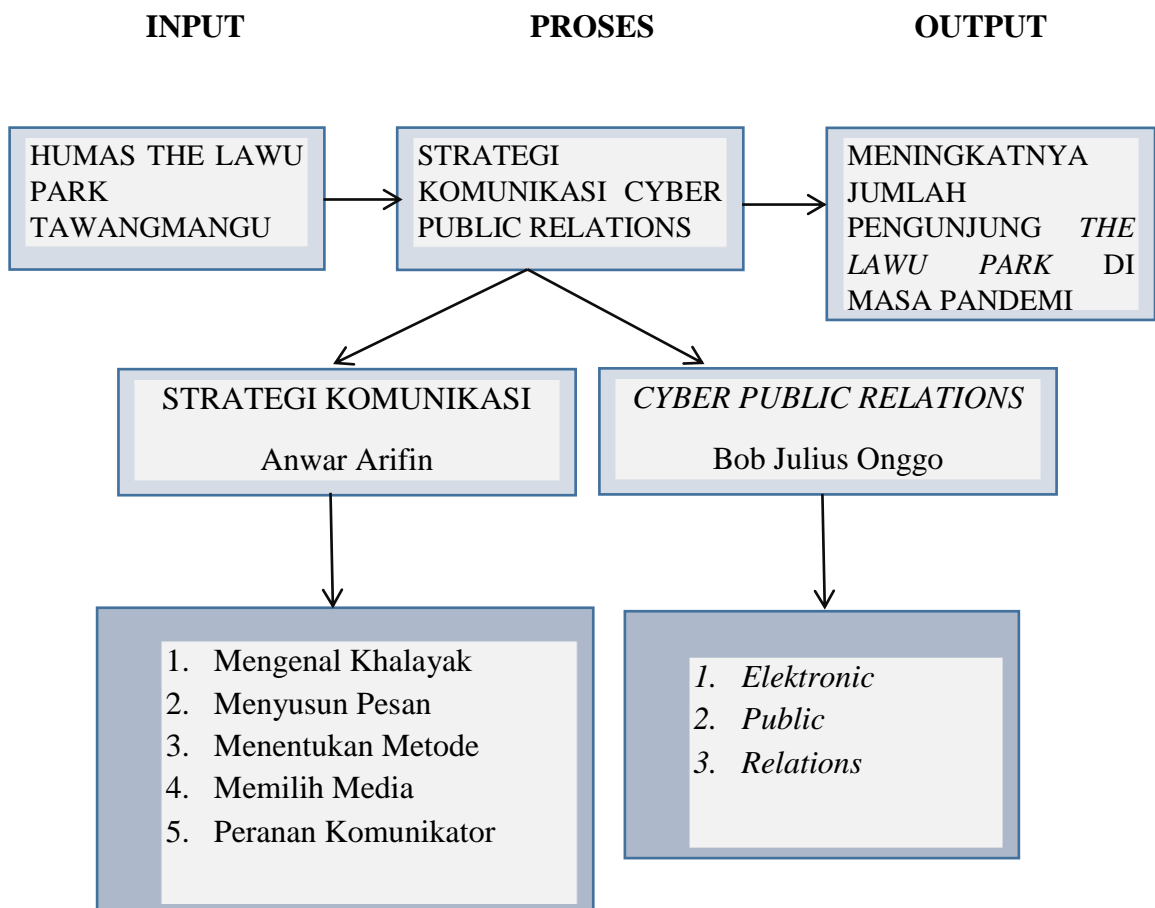 INPUT PROSES OUTPUT
HUMAS THE LAWU
PARK
TAWANGMANGU
STRATEGI
KOMUNIKASI CYBER
PUBLIC RELATIONS
MENINGKATNYA
JUMLAH
PENGUNJUNG THE
LAWU PARK DI
MASA PANDEMI
STRATEGI KOMUNIKASI
Anwar Arifin
CYBER PUBLIC RELATIONS
Bob Julius Onggo
1. Mengenal Khalayak
2. Menyusun Pesan
3. Menentukan Metode
4. Memilih Media
5. Peranan Komunikator
1. Elektronic
2. Public
3. Relations